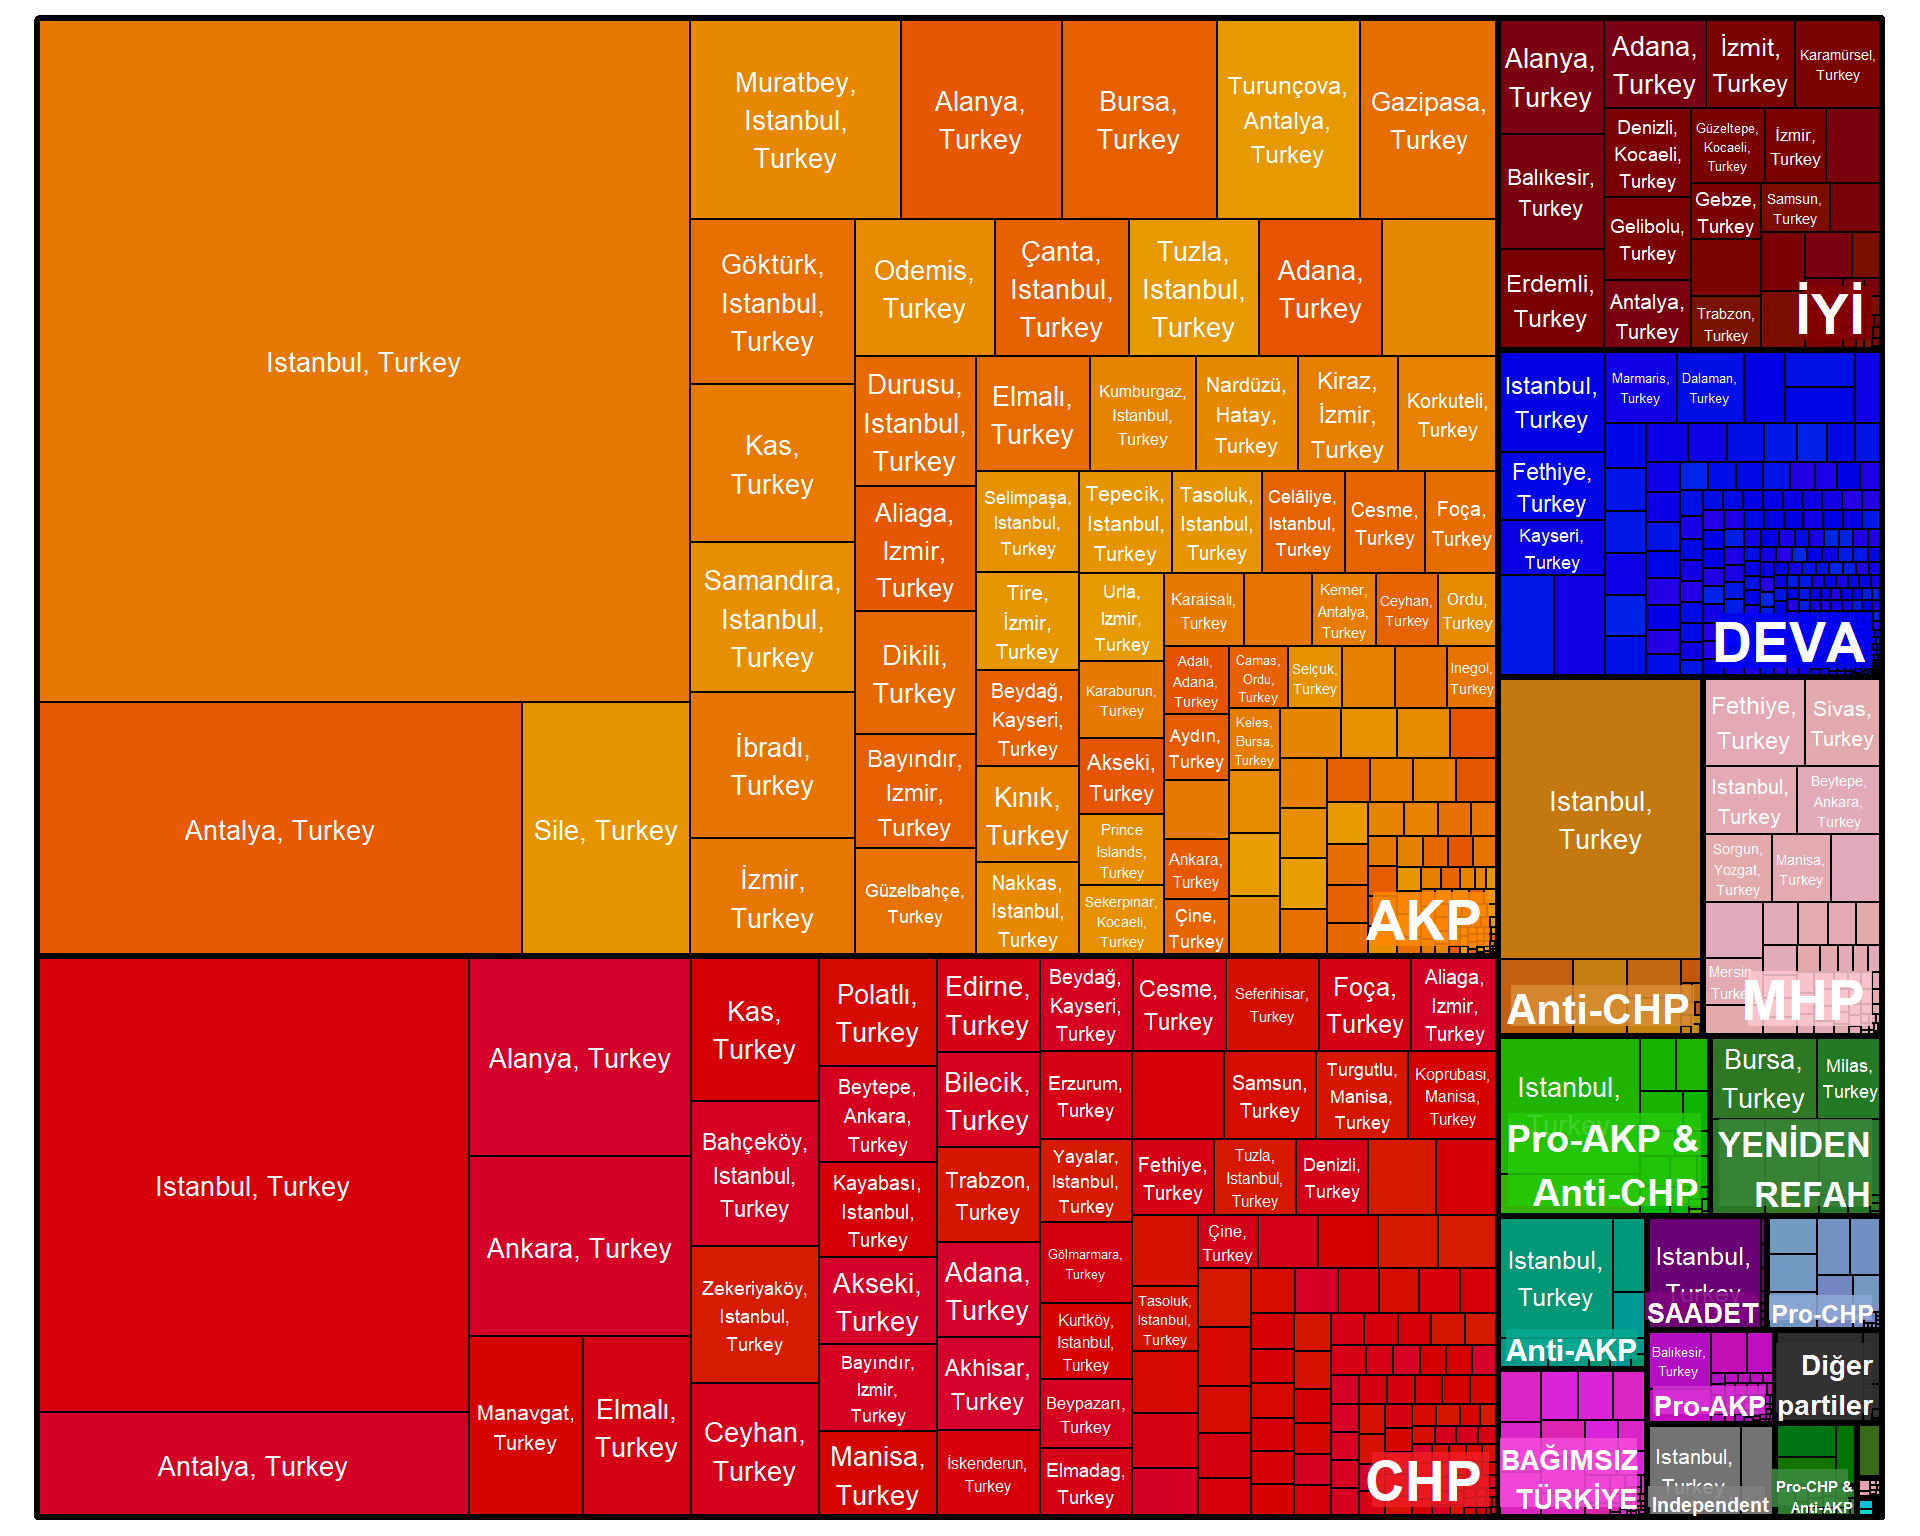 Istanbul, Turkey
Antalya, Turkey
Sile, Turkey
Muratbey,
Istanbul,
Turkey
Alanya,
Turkey
Bursa,
Turkey
Turunçova,
Antalya,
Turkey
Gazipasa,
Turkey
Göktürk,
Istanbul,
Turkey
Kas,
Turkey
Samandıra,
Istanbul,
Turkey
İbradı,
Turkey
İzmir,
Turkey
Odemis,
Turkey
Çanta,
Istanbul,
Turkey
Tuzla,
Istanbul,
Turkey
Adana,
Turkey
Durusu,
Istanbul,
Turkey
Aliaga,
Izmir,
Turkey
Dikili,
Turkey
Bayındır,
Izmir,
Turkey
Güzelbahçe,
Turkey
Elmalı,
Turkey
Kumburgaz,
Istanbul,
Turkey
Nardüzü,
Hatay,
Turkey
Kiraz,
İzmir,
Turkey
Korkuteli,
Turkey
Selimpaşa,
Istanbul,
Turkey
Tire,
İzmir,
Turkey
Beydağ,
Kayseri,
Turkey
Kınık,
Turkey
Nakkas,
Istanbul,
Turkey
Tepecik,
Istanbul,
Turkey
Tasoluk,
Istanbul,
Turkey
Celâliye,
Istanbul,
Turkey
Cesme,
Turkey
Foça,
Turkey
Urla,
Izmir,
Turkey
Karaburun,
Turkey
Akseki,
Turkey
Prince
Islands,
Turkey
Sekerpınar,
Kocaeli,
Turkey
Karaisalı,
Turkey
Kemer,
Antalya,
Turkey
Ceyhan,
Turkey
Ordu,
Turkey
Adalı,
Adana,
Turkey
Aydın,
Turkey
Ankara,
Turkey
Çine,
Turkey
Camas,
Ordu,
Turkey
Selçuk,
Turkey
Inegol,
Turkey
Keles,
Bursa,
Turkey
AKP
Istanbul, Turkey
Antalya, Turkey
Alanya, Turkey
Ankara, Turkey
Manavgat,
Turkey
Elmalı,
Turkey
Kas,
Turkey
Bahçeköy,
Istanbul,
Turkey
Zekeriyaköy,
Istanbul,
Turkey
Ceyhan,
Turkey
Polatlı,
Turkey
Beytepe,
Ankara,
Turkey
Kayabası,
Istanbul,
Turkey
Akseki,
Turkey
Bayındır,
Izmir,
Turkey
Manisa,
Turkey
Edirne,
Turkey
Bilecik,
Turkey
Trabzon,
Turkey
Adana,
Turkey
Akhisar,
Turkey
İskenderun,
Turkey
Beydağ,
Kayseri,
Turkey
Cesme,
Turkey
Seferihisar,
Turkey
Foça,
Turkey
Aliaga,
Izmir,
Turkey
Erzurum,
Turkey
Samsun,
Turkey
Turgutlu,
Manisa,
Turkey
Koprubası,
Manisa,
Turkey
Yayalar,
Istanbul,
Turkey
Gölmarmara,
Turkey
Kurtköy,
Istanbul,
Turkey
Beypazarı,
Turkey
Elmadag,
Turkey
Fethiye,
Turkey
Tuzla,
Istanbul,
Turkey
Denizli,
Turkey
Çine,
Turkey
Tasoluk,
Istanbul,
Turkey
CHP
Alanya,
Turkey
Balıkesir,
Turkey
Erdemli,
Turkey
Adana,
Turkey
İzmit,
Turkey
Karamürsel,
Turkey
Denizli,
Kocaeli,
Turkey
Gelibolu,
Turkey
Antalya,
Turkey
Güzeltepe,
Kocaeli,
Turkey
İzmir,
Turkey
Gebze,
Turkey
Samsun,
Turkey
Trabzon,
Turkey
İYİ
Istanbul,
Turkey
Fethiye,
Turkey
Kayseri,
Turkey
Marmaris,
Turkey
Dalaman,
Turkey
DEVA
Istanbul,
Turkey
Anti-CHP
Fethiye,
Turkey
Sivas,
Turkey
Istanbul,
Turkey
Beytepe,
Ankara,
Turkey
Sorgun,
Yozgat,
Turkey
Manisa,
Turkey
Mersin,
Turkey
MHP
Istanbul,
Turkey
Pro-AKP &
Anti-CHP
Bursa,
Turkey
Milas,
Turkey
YENİDEN
REFAH
Istanbul,
Turkey
Anti-AKP
Istanbul,
Turkey
SAADET
Pro-CHP
Balıkesir,
Turkey
Pro-AKP
Diğer
partiler
BAĞIMSIZ
TÜRKİYE
Istanbul,
Turkey
Independent
Pro-CHP &
Anti-AKP